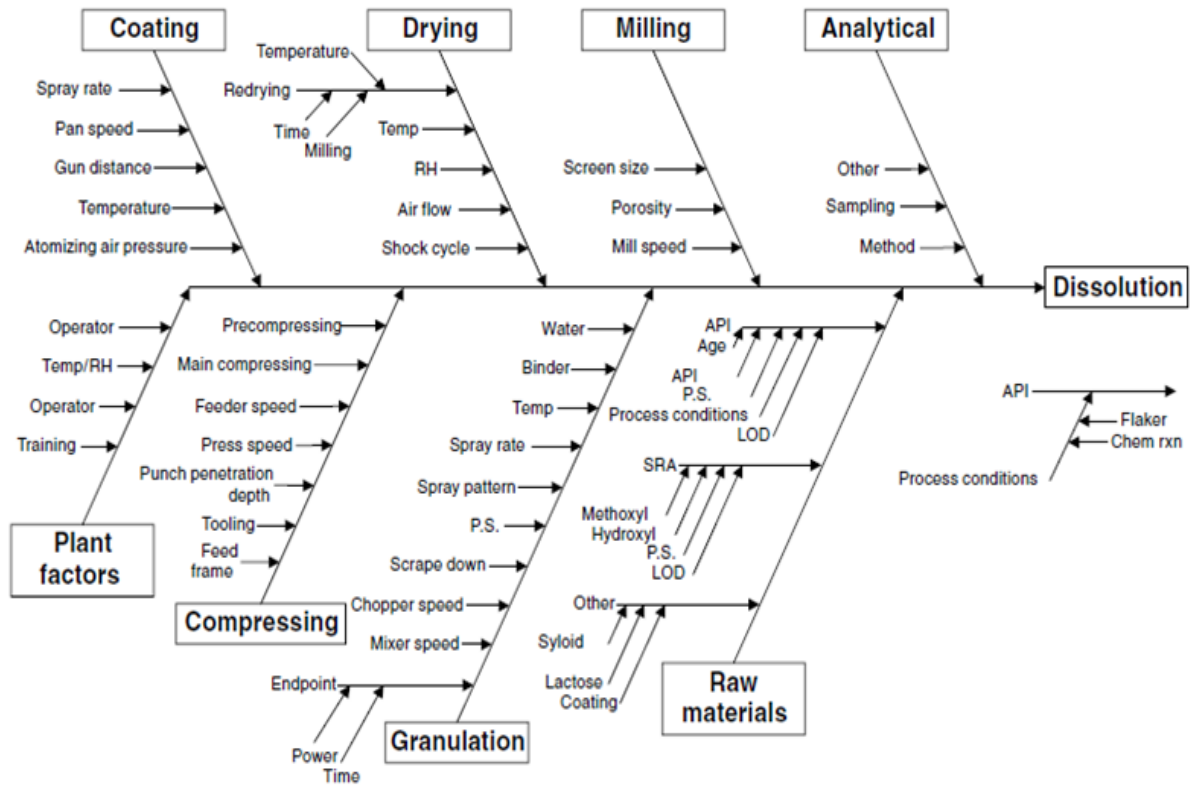 Coating
Drying
Milling
Analytical
Spray rate
Pan speed
Gun distance
Temperature
Atomizing air pressure
Temperature
Redrying
Time
Milling
Temp
RH
Air flow
Shock cycle
Screen size
Porosity
Mill speed
Other
Sampling
Method
Dissolution
Operator
Temp/RH
Operator
Training
Plant
factors
Precompressing
Main compressing
Feeder speed
Press speed
Punch penetration
depth
Tooling
Feed
frame
Compressing
Water
Binder
Temp
Spray rate
Spray pattern
P.S.
Scrape down
Chopper speed
Mixer speed
Endpoint
Power
Time
Granulation
API
Age
API
P.S.
Process conditions
LOD
SRA
Methoxyl
Hydroxyl
P.S.
LOD
Other
Syloid
Lactose
Coating
Raw
materials
API
Flaker
Chem rxn
Process conditions